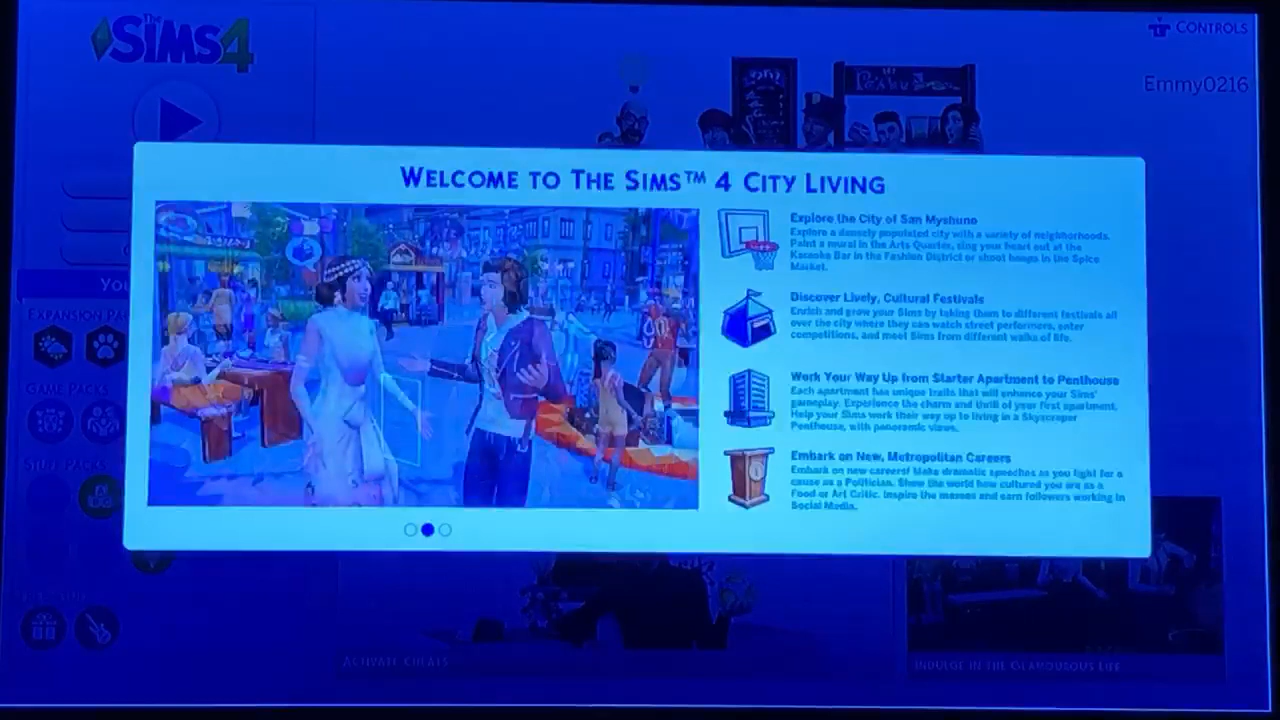 The
SIMS 4
CONTROLS
Emmy0216
WELCOME TO THE SIMS™ 4 CITY LIVING
Explore the City of San Myshuno
Explore a densely populated city with a variety of neighborhoods.
Paint a mural in the Arts Quarter, sing your heart out at the
Karaoke Bar in the Fashion District or shoot hoops in the Spice
Market.
Discover Lively, Cultural Festivals
Enrich and grow your Sims by taking them to different festivals all
over the city where they can watch street performers, enter
competitions, and meet Sims from different walks of life.
Work Your Way Up from Starter Apartment to Penthouse
Each apartment has unique traits that will enhance your Sims'
gameplay. Experience the charm and thrill of your first apartment.
Help your Sims work their way up to living in a Skyscraper
Penthouse, with panoramic views.
Embark on New, Metropolitan Careers
Embark on new careers! Make dramatic speeches as you fight for a
cause as a Politician. Show the world how cultured you are as a
Food or Art Critic. Inspire the masses and earn followers working in
Social Media.
You
EXPANSION PA
GAME PACKS
STUFF PACKS
ACTIVATE CHEATS
INDULGE IN THE GLAMOUROUS LIFE